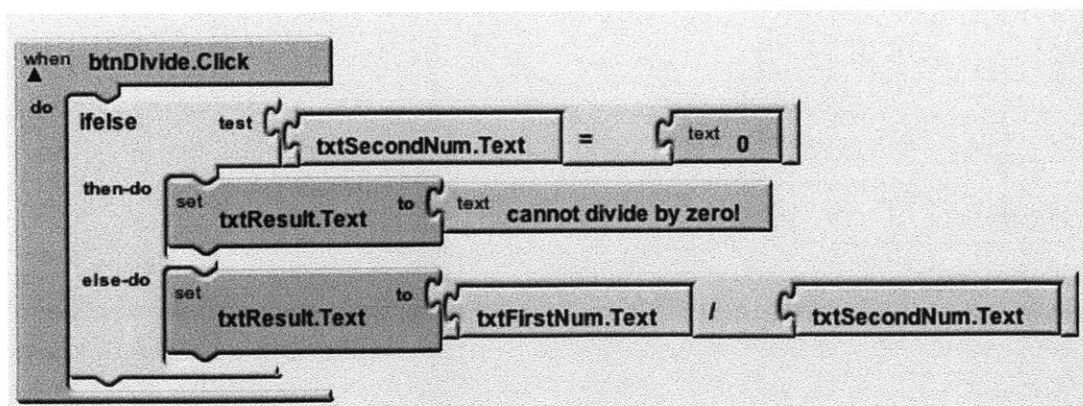 when btnDivide.Click
do
ifelse test txtSecondNum.Text = text 0
then-do set txtResult.Text to text cannot divide by zero!
else-do set txtResult.Text to txtFirstNum.Text / txtSecondNum.Text